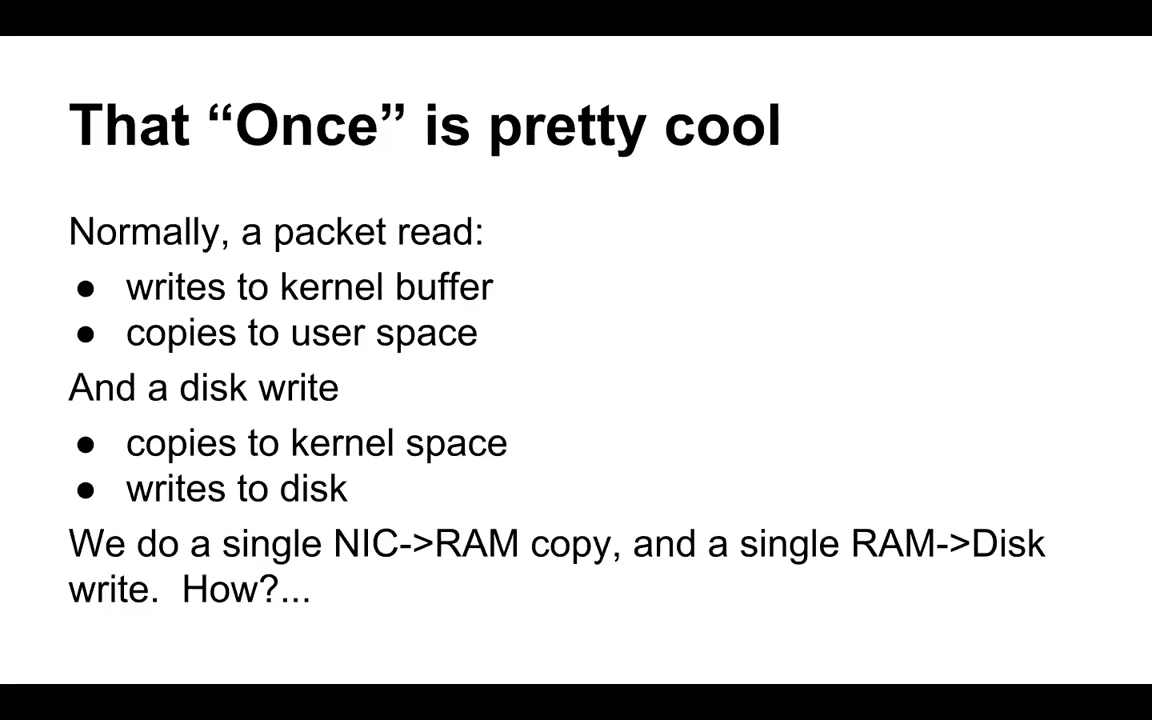 That “Once” is pretty cool
Normally, a packet read:
● writes to kernel buffer
● copies to user space
And a disk write
● copies to kernel space
● writes to disk
We do a single NIC->RAM copy, and a single RAM->Disk
write.  How?...